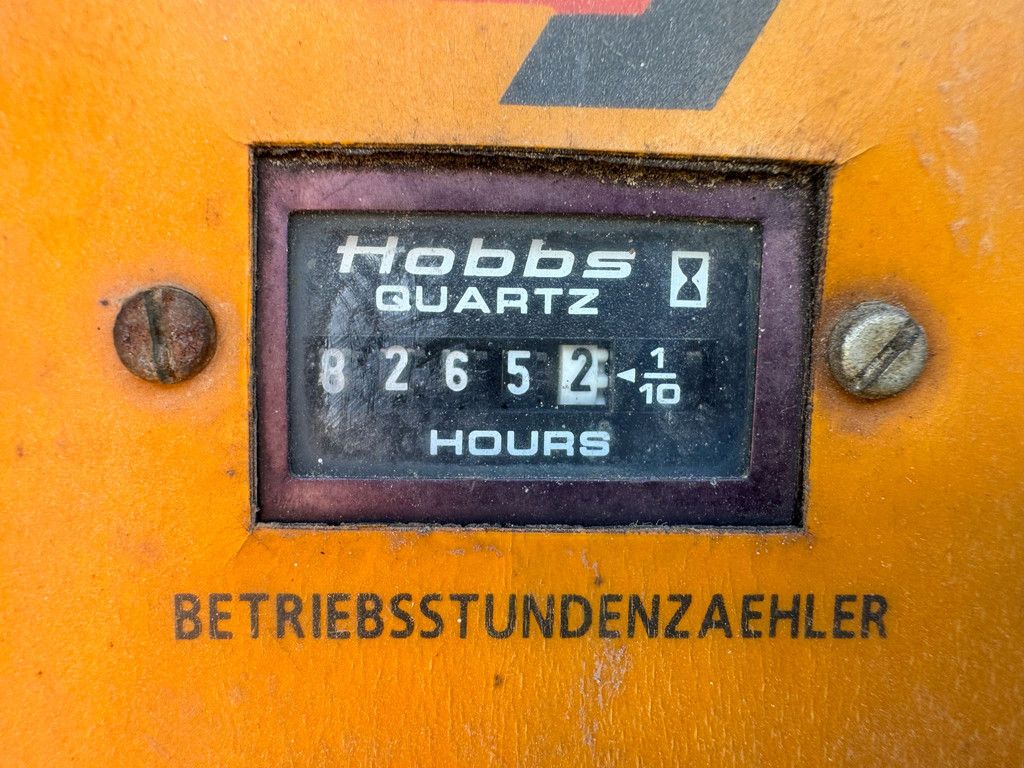 Hobbs
QUARTZ
8 2 6 5 2 ◄ 1/10
HOURS
BETRIEBSSTUNDENZAEHLER